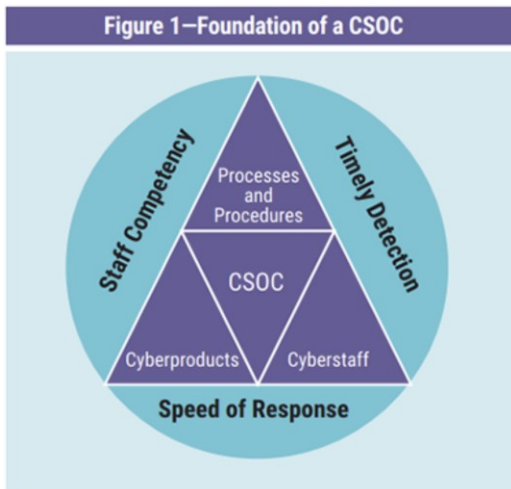 Figure 1—Foundation of a CSOC
Staff Competency
Timely Detection
Processes
and
Procedures
CSOC
Cyberproducts
Cyberstaff
Speed of Response